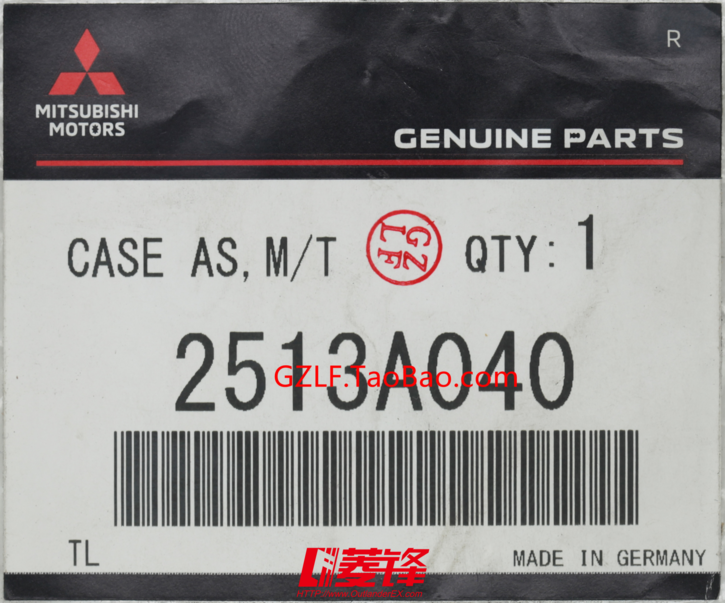 R
MITSUBISHI
MOTORS
GENUINE PARTS
CASE AS, M/T
GZ
LF
QTY: 1
2513A040
GZLF.TaoBao.com
TL
MADE IN GERMANY
菱锋